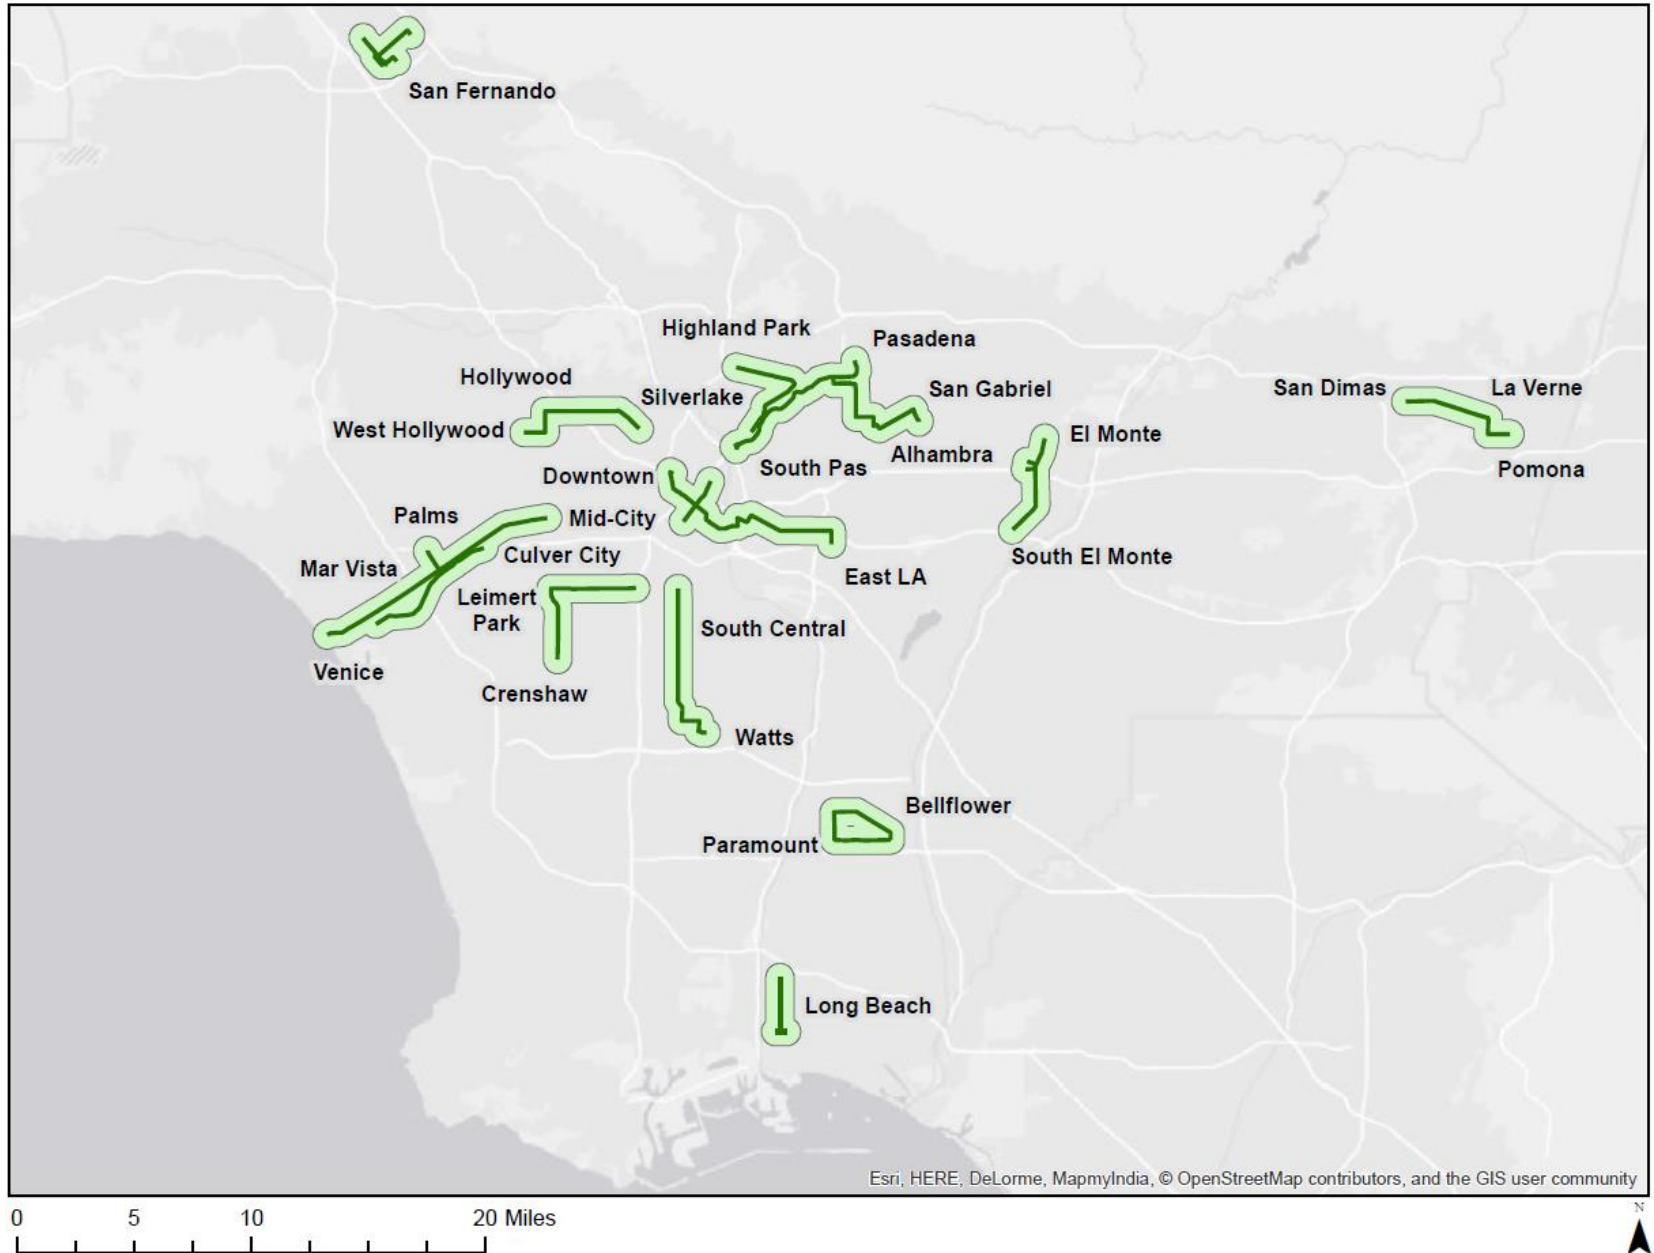 San Fernando
Highland Park
Pasadena
Hollywood
Silverlake
San Gabriel
San Dimas
La Verne
West Hollywood
El Monte
Alhambra
South Pas
Pomona
Downtown
Palms
Mid-City
Culver City
South El Monte
Mar Vista
East LA
Leimert
Park
South Central
Venice
Crenshaw
Watts
Bellflower
Paramount
Long Beach
Esri, HERE, DeLorme, MapmyIndia, © OpenStreetMap contributors, and the GIS user community
0 5 10 20 Miles
N